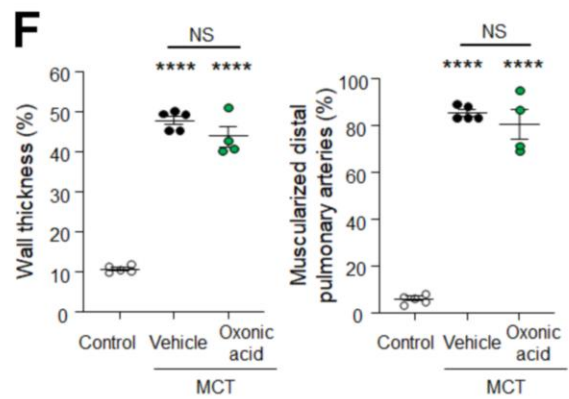 F
NS
**** ****
Wall thickness (%)
60
50
40
30
20
10
0
Control
Vehicle
Oxonic
acid
MCT
NS
**** ****
Muscularized distal
pulmonary arteries (%)
100
80
60
40
20
0
Control
Vehicle
Oxonic
acid
MCT